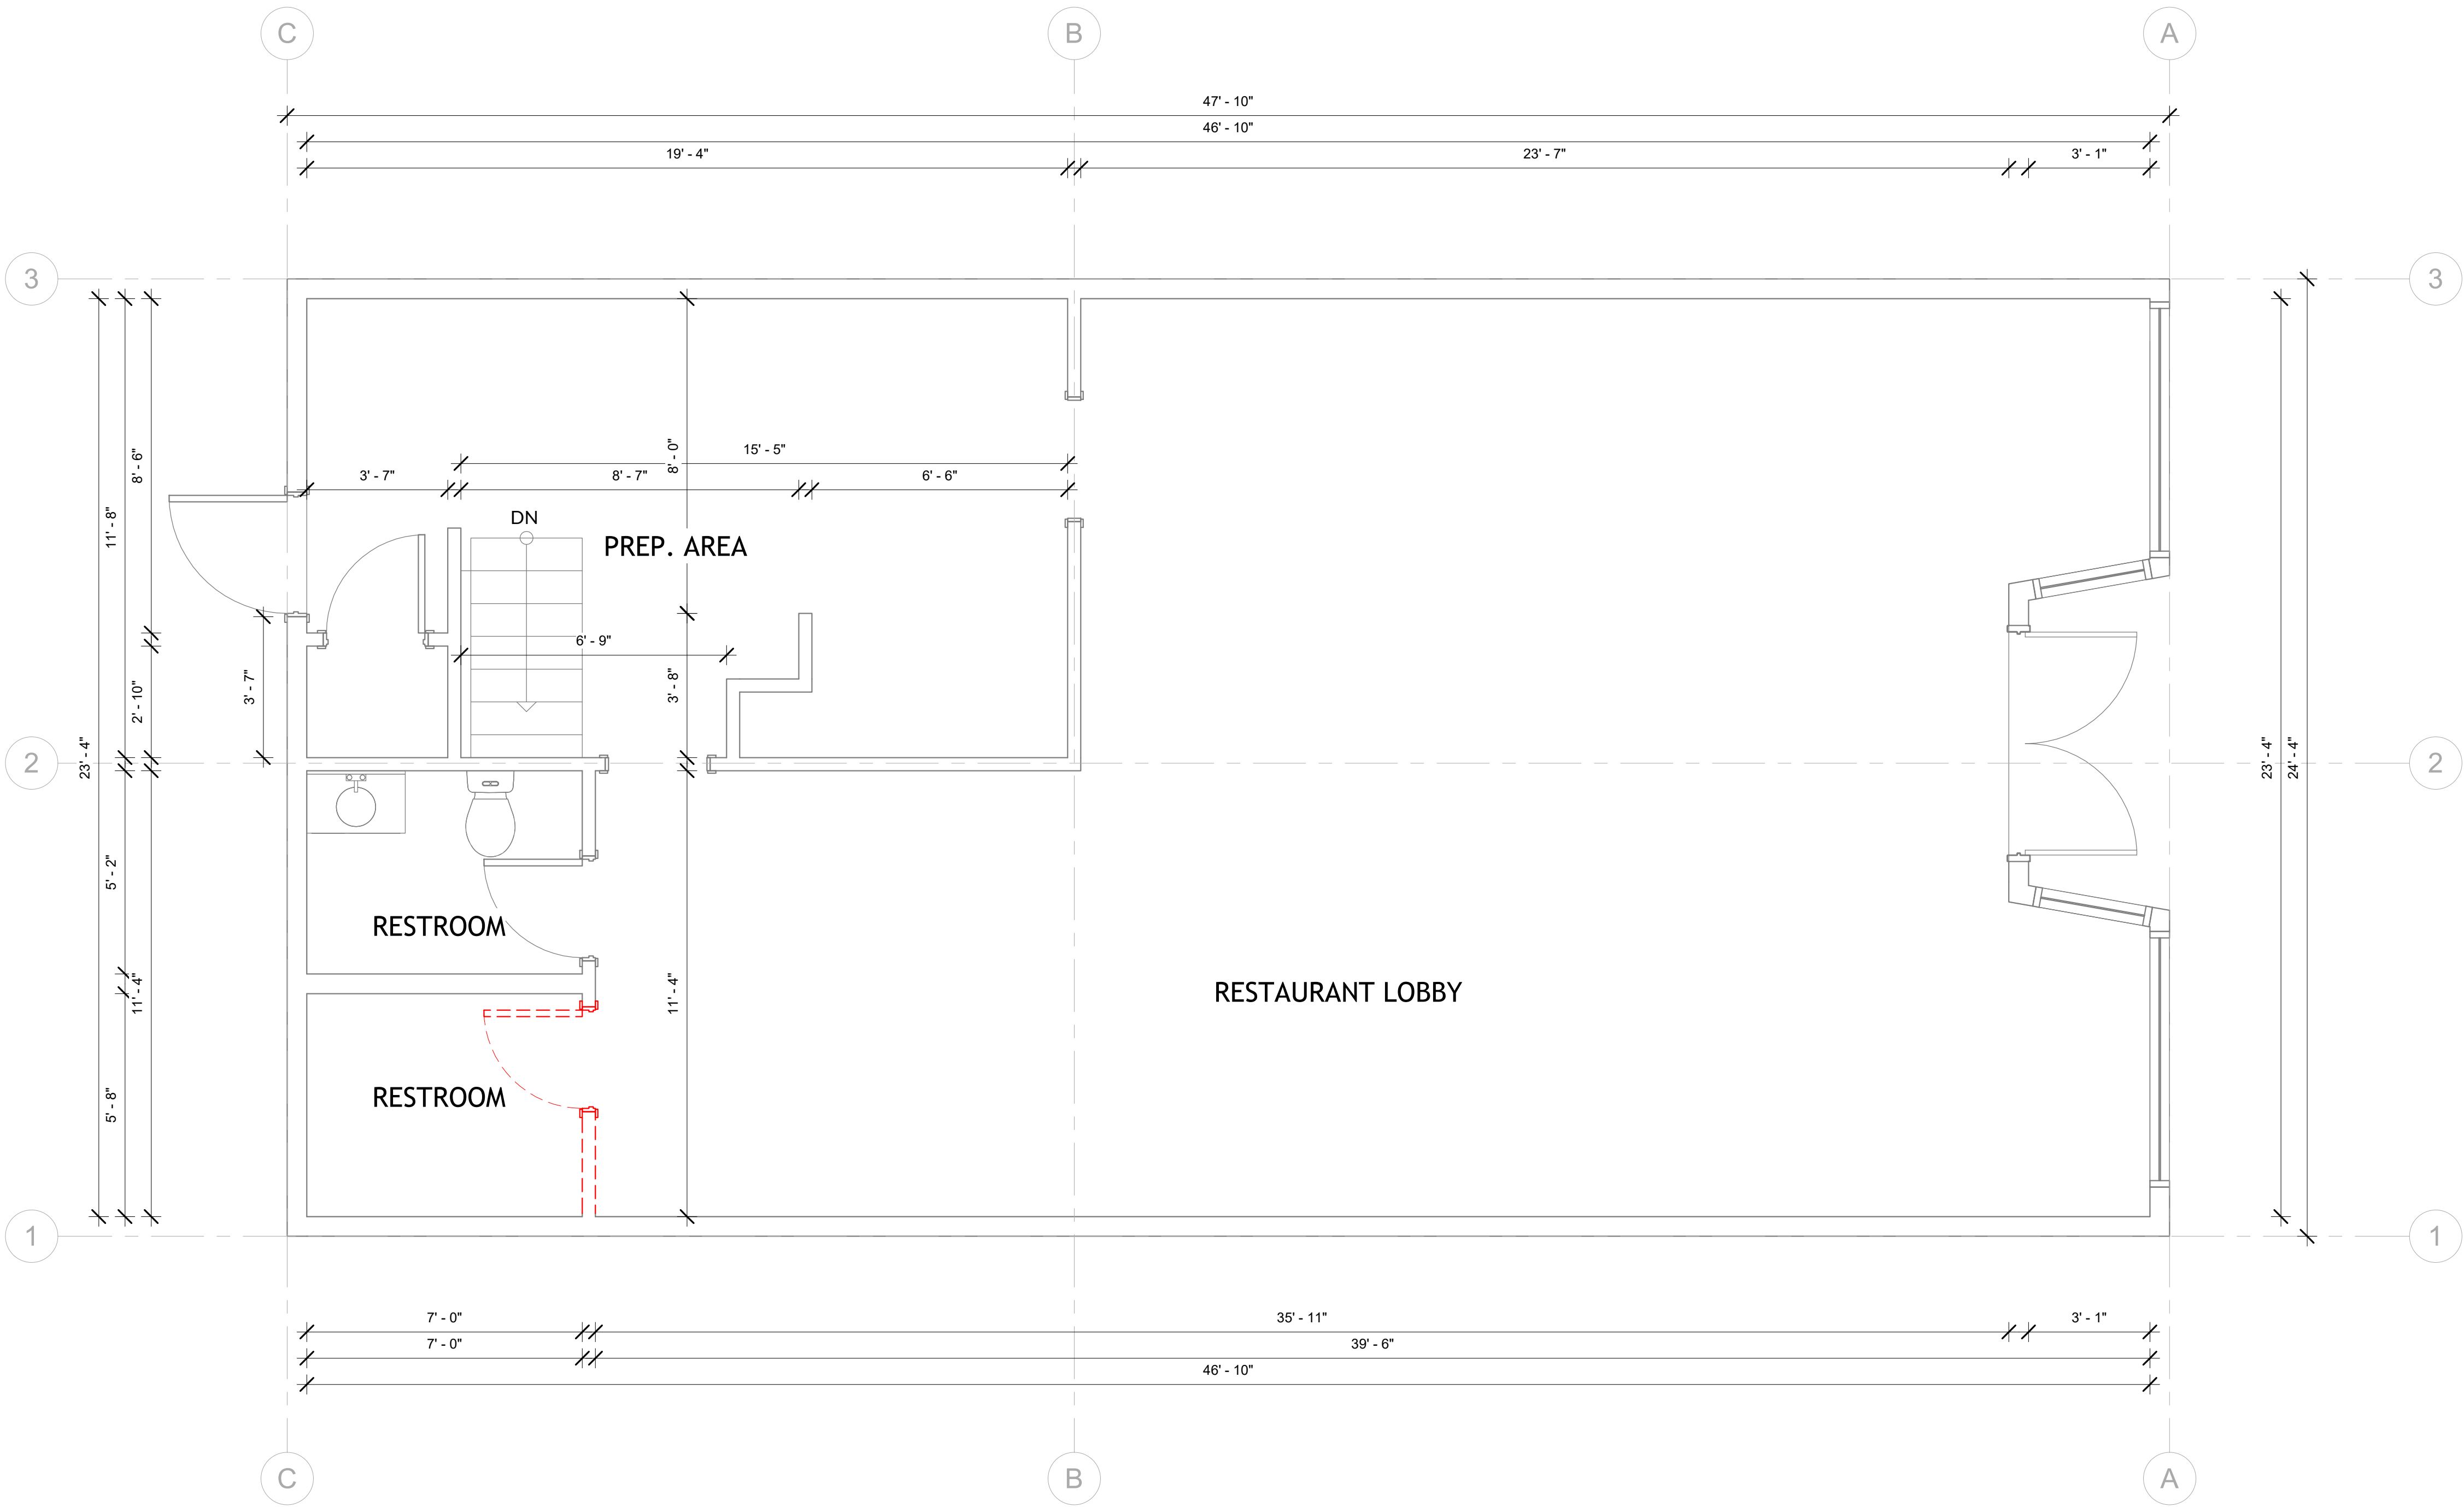 C B A
47' - 10"
46' - 10"
19' - 4" 23' - 7" 3' - 1"
3 3
15' - 5"
8' - 6" 3' - 7" 8' - 7" 8' - 0" 6' - 6"
11' - 8" DN
PREP. AREA
6' - 9"
2' - 10" 3' - 7" 3' - 8"
2 23' - 4" 23' - 4" 24' - 4" 2
5' - 2"
RESTROOM
11' - 4" 11' - 4" RESTAURANT LOBBY
5' - 8" RESTROOM
1 1
7' - 0" 35' - 11" 3' - 1"
7' - 0" 39' - 6"
46' - 10"
C B A